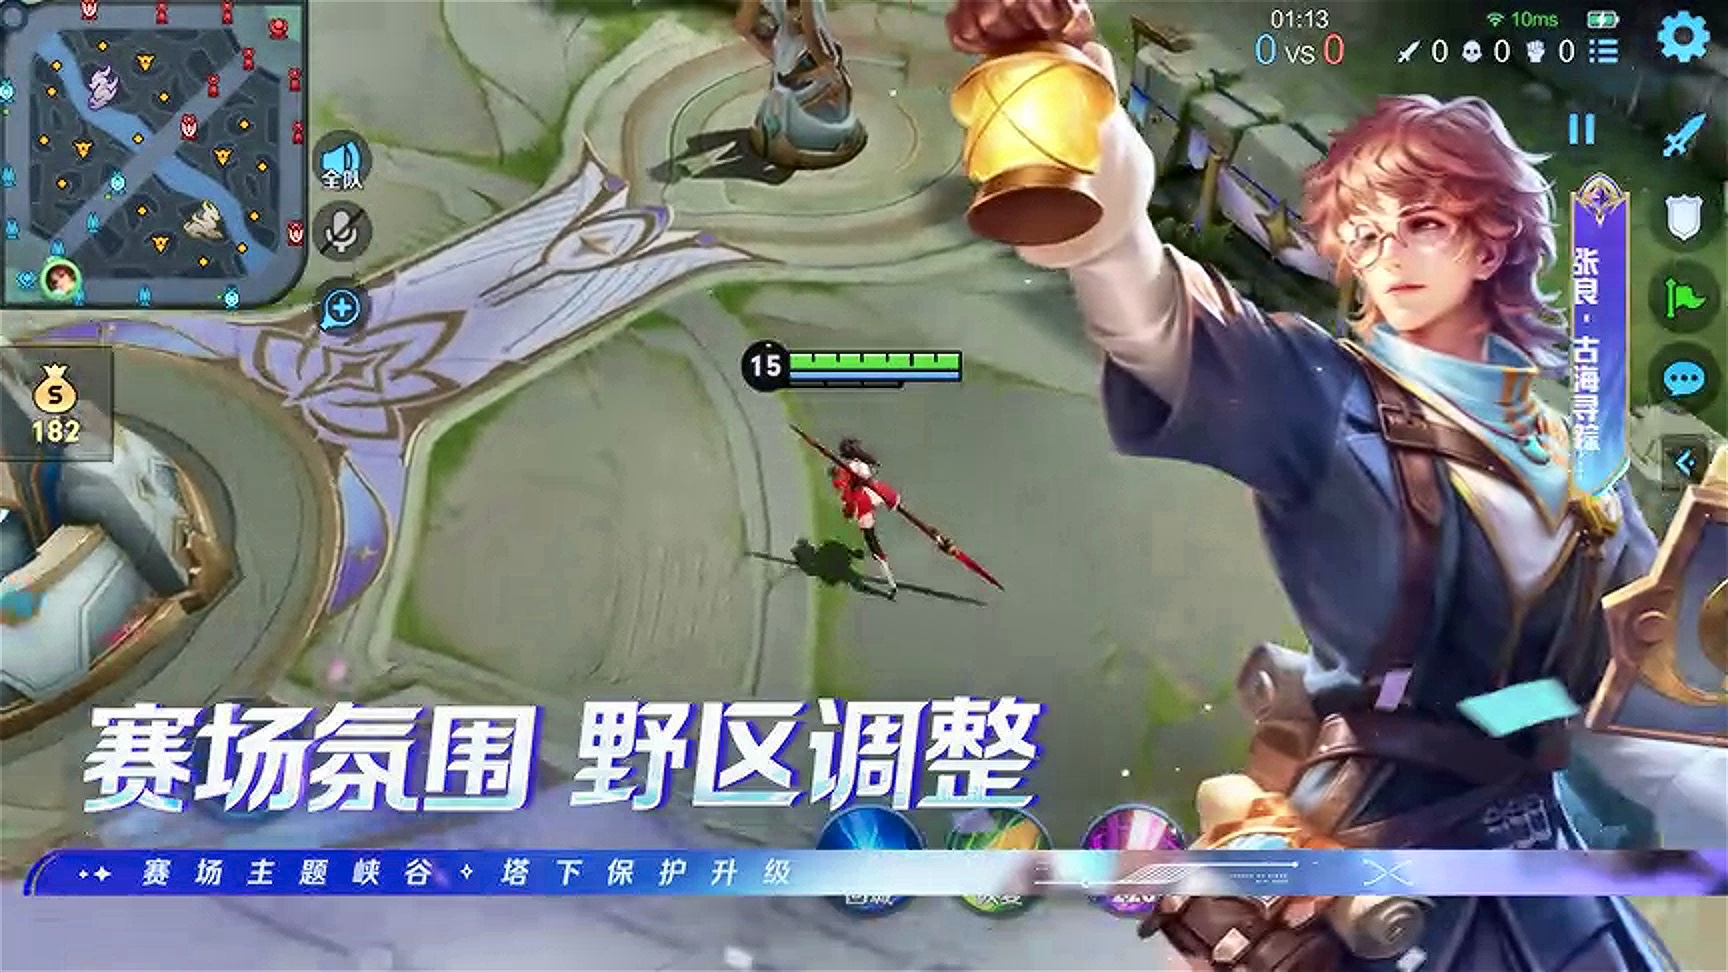 01:13
10ms
0 vs 0
0 0 0
全队
张良·古海寻踪
S
182
15
赛场氛围 野区调整
赛场主题峡谷 塔下保护升级